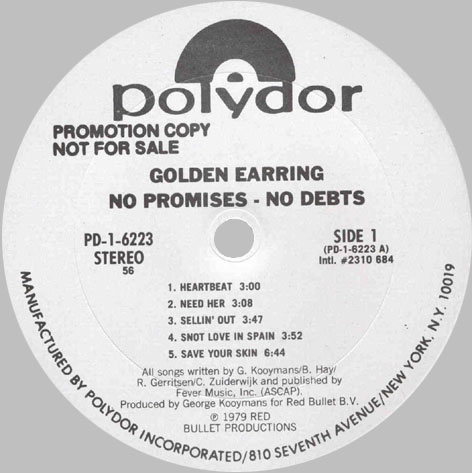 polydor
PROMOTION COPY
NOT FOR SALE
GOLDEN EARRING
NO PROMISES - NO DEBTS
PD-1-6223
STEREO
56
SIDE 1
(PD-1-6223 A)
Intl. #2310 684
1. HEARTBEAT 3:00
2. NEED HER 3:08
3. SELLIN' OUT 3:47
4. SNOT LOVE IN SPAIN 3:52
5. SAVE YOUR SKIN 6:44
All songs written by G. Kooymans/B. Hay/
R. Gerritsen/C. Zuiderwijk and published by
Fever Music, Inc. (ASCAP).
Produced by George Kooymans for Red Bullet B.V.
℗ 1979 RED
BULLET PRODUCTIONS
MANUFACTURED BY POLYDOR INCORPORATED/810 SEVENTH AVENUE/NEW YORK, N.Y. 10019